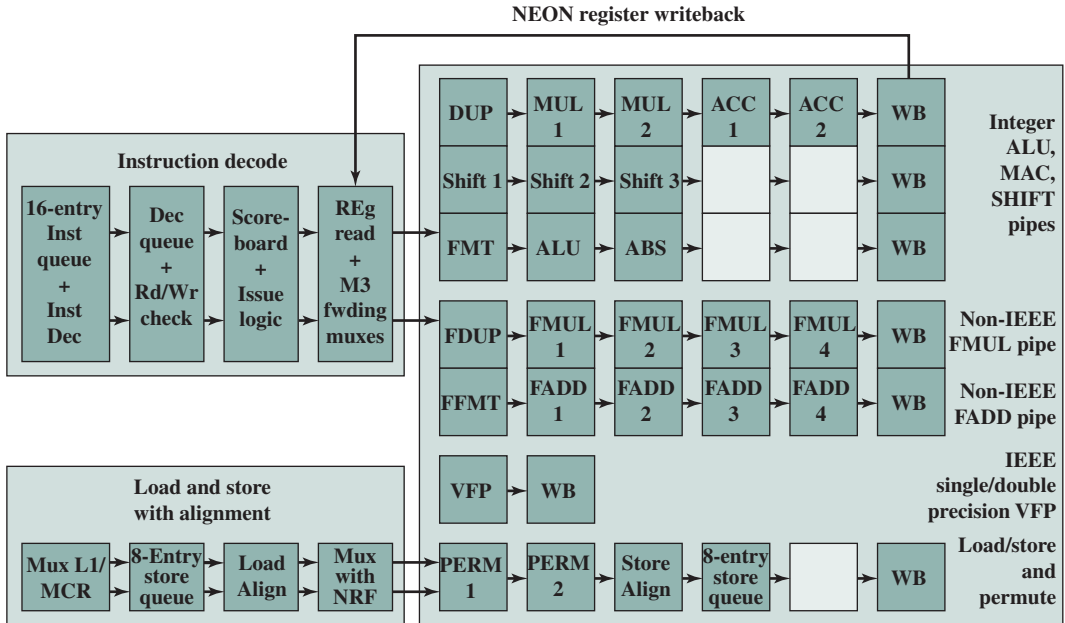 NEON register writeback
Instruction decode
16-entry
Inst
queue
+
Inst
Dec
Dec
queue
+
Rd/Wr
check
Score-
board
+
Issue
logic
REg
read
+
M3
fwding
muxes
DUP
MUL
1
MUL
2
ACC
1
ACC
2
WB
Shift 1
Shift 2
Shift 3
WB
FMT
ALU
ABS
WB
Integer
ALU,
MAC,
SHIFT
pipes
FDUP
FMUL
1
FMUL
2
FMUL
3
FMUL
4
WB
Non-IEEE
FMUL pipe
FFMT
FADD
1
FADD
2
FADD
3
FADD
4
WB
Non-IEEE
FADD pipe
VFP
WB
IEEE
single/double
precision VFP
Load and store
with alignment
Mux L1/
MCR
8-Entry
store
queue
Load
Align
Mux
with
NRF
PERM
1
PERM
2
Store
Align
8-entry
store
queue
WB
Load/store
and
permute